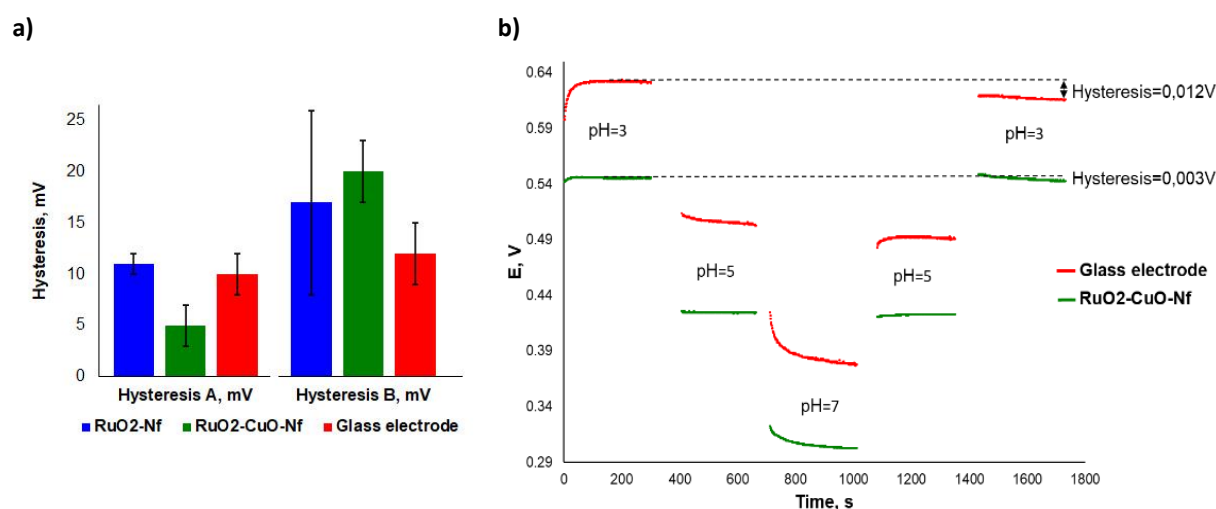 a)
Hysteresis, mV
25
20
15
10
5
0
Hysteresis A, mV Hysteresis B, mV
RuO2-Nf RuO2-CuO-Nf Glass electrode
b)
E, V
0.64
0.59
0.54
0.49
0.44
0.39
0.34
0.29
Hysteresis=0,012V
pH=3 pH=3
Hysteresis=0,003V
pH=5 pH=5
Glass electrode
RuO2-CuO-Nf
pH=7
0 200 400 600 800 1000 1200 1400 1600 1800
Time, s